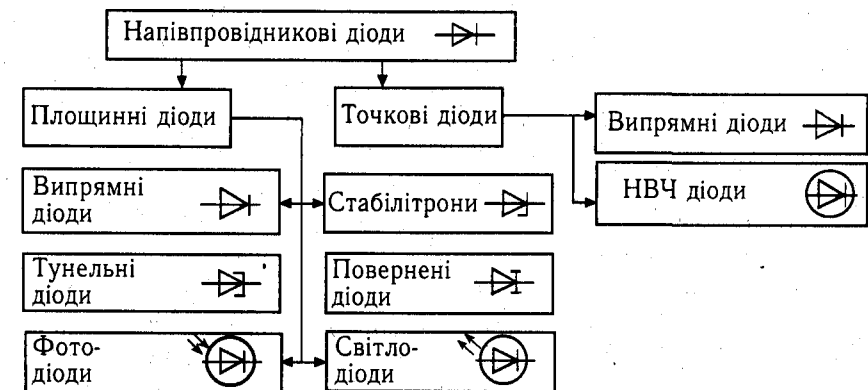 Напівпровідникові діоди
Площинні діоди
Точкові діоди
Випрямні діоди
НВЧ діоди
Випрямні
діоди
Стабілітрони
Тунельні
діоди
Повернені
діоди
Фото-
діоди
Світло-
діоди